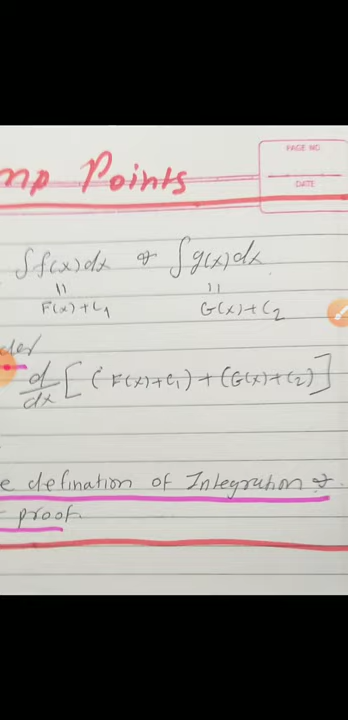 PAGE NO
DATE
mp Points
∫f(x)dx & ∫g(x)dx
= =
F(x)+C₁ G(x)+C₂
d/dx [(F(x)+C₁)+(G(x)+C₂)]
e defination of Integration &
proof.